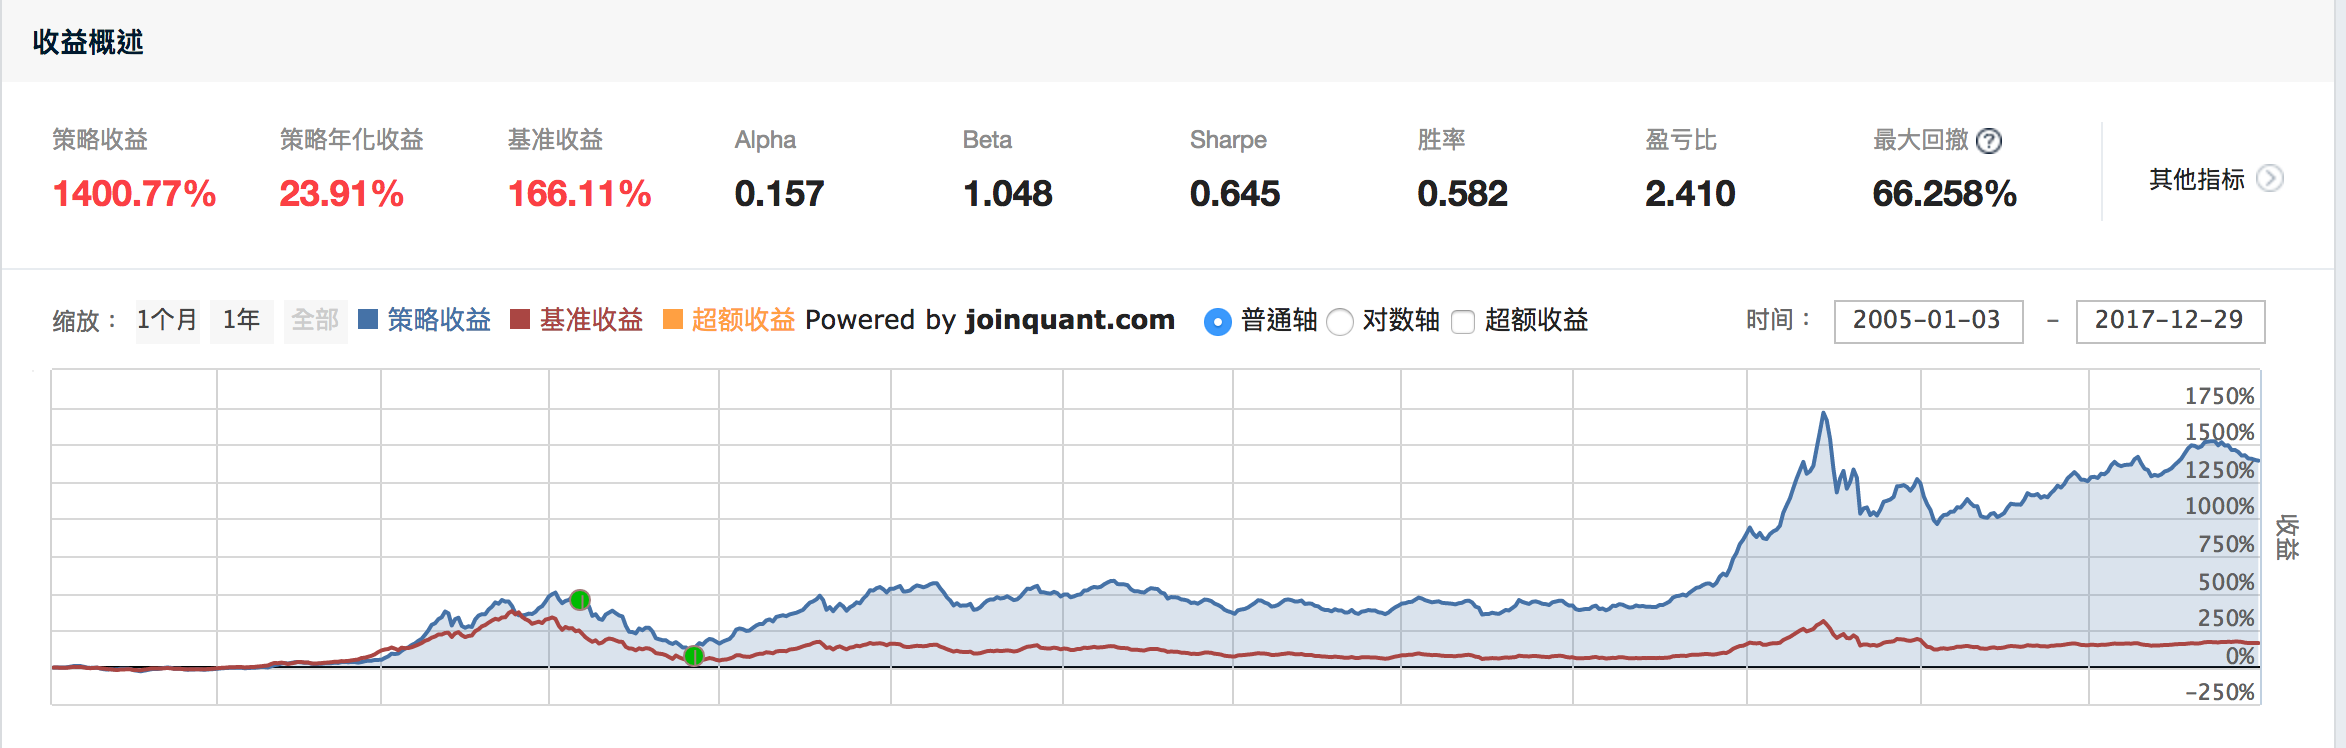 收益概述
策略收益 策略年化收益 基准收益 Alpha Beta Sharpe 胜率 盈亏比 最大回撤 ?
1400.77% 23.91% 166.11% 0.157 1.048 0.645 0.582 2.410 66.258%
其他指标
缩放： 1个月 1年 全部 策略收益 基准收益 超额收益 Powered by joinquant.com 普通轴 对数轴 超额收益 时间： 2005-01-03 - 2017-12-29
1750%
1500%
1250%
1000%
750%
500%
250%
0%
-250%
收益